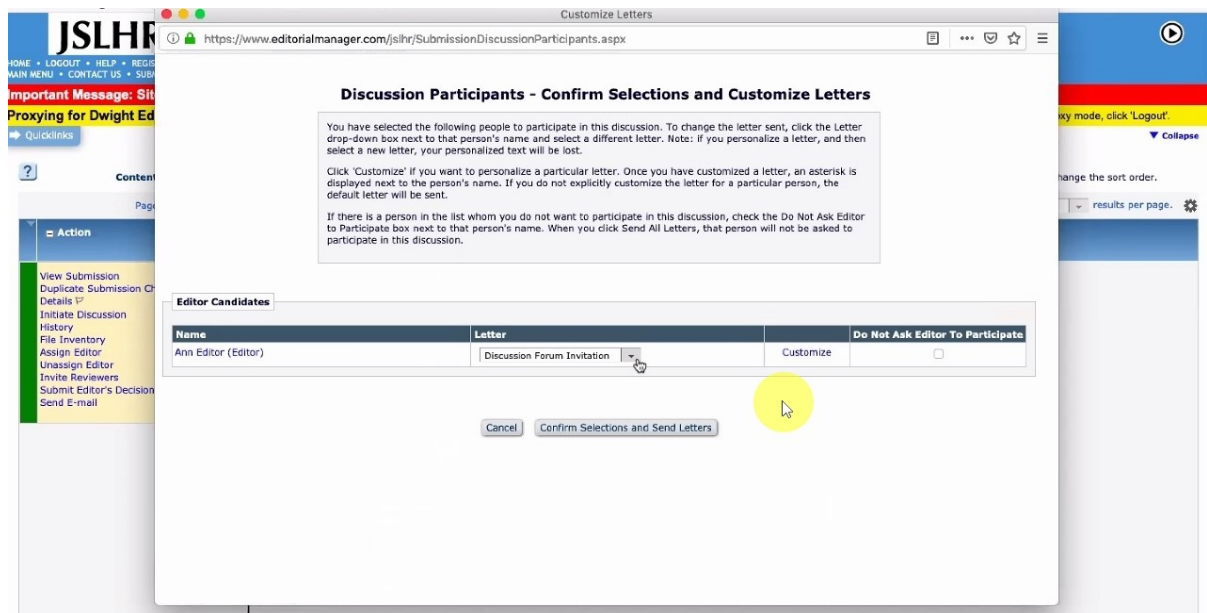 Customize Letters
JSLHR
https://www.editorialmanager.com/jslhr/SubmissionDiscussionParticipants.aspx
HOME • LOGOUT • HELP • REGIS
MAIN MENU • CONTACT US • SUBM
Important Message: Sit
Proxying for Dwight Ed
xy mode, click 'Logout'.
Quicklinks
Collapse
Discussion Participants - Confirm Selections and Customize Letters
You have selected the following people to participate in this discussion. To change the letter sent, click the Letter
drop-down box next to that person's name and select a different letter. Note: if you personalize a letter, and then
select a new letter, your personalized text will be lost.
Click 'Customize' if you want to personalize a particular letter. Once you have customized a letter, an asterisk is
displayed next to the person's name. If you do not explicitly customize the letter for a particular person, the
default letter will be sent.
If there is a person in the list whom you do not want to participate in this discussion, check the Do Not Ask Editor
to Participate box next to that person's name. When you click Send All Letters, that person will not be asked to
participate in this discussion.
?
Content
hange the sort order.
Page
results per page.
Action
View Submission
Duplicate Submission Ch
Details
Initiate Discussion
History
File Inventory
Assign Editor
Unassign Editor
Invite Reviewers
Submit Editor's Decision
Send E-mail
Editor Candidates
Name Letter Do Not Ask Editor To Participate
Ann Editor (Editor) Discussion Forum Invitation Customize
Cancel Confirm Selections and Send Letters